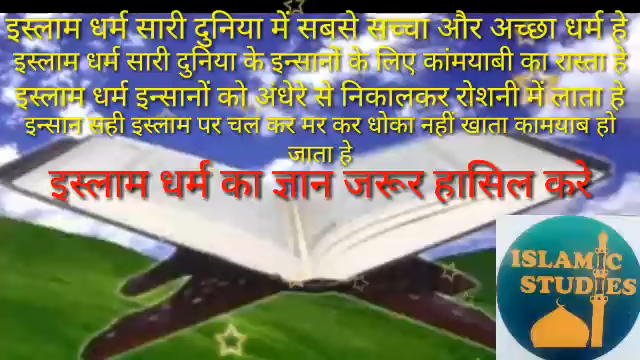 इस्लाम धर्म सारी दुनिया में सबसे सच्चा और अच्छा धर्म हे
इस्लाम धर्म सारी दुनिया के इन्सानों के लिए कांमयाबी का रास्ता हे
इस्लाम धर्म इन्सानों को अंधेरे से निकालकर रोशनी में लाता हे
इन्सान सही इस्लाम पर चल कर मर कर धोका नहीं खाता कामयाब हो
जाता हे
इस्लाम धर्म का ज्ञान जरूर हासिल करे
ISLAMIC
STUDIES